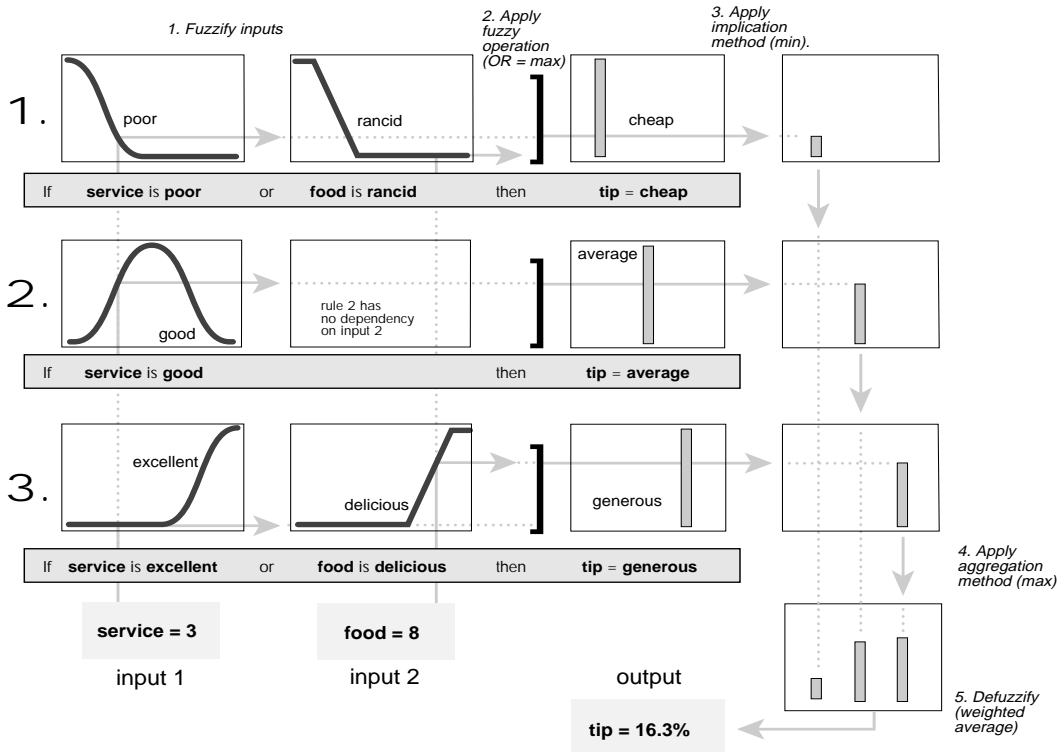 1. Fuzzify inputs
2. Apply
fuzzy
operation
(OR = max)
3. Apply
implication
method (min).
1.
poor
rancid
cheap
If service is poor or food is rancid then tip = cheap
2.
good
rule 2 has
no dependency
on input 2
average
If service is good then tip = average
3.
excellent
delicious
generous
If service is excellent or food is delicious then tip = generous
4. Apply
aggregation
method (max)
service = 3
food = 8
input 1
input 2
output
tip = 16.3%
5. Defuzzify
(weighted
average)